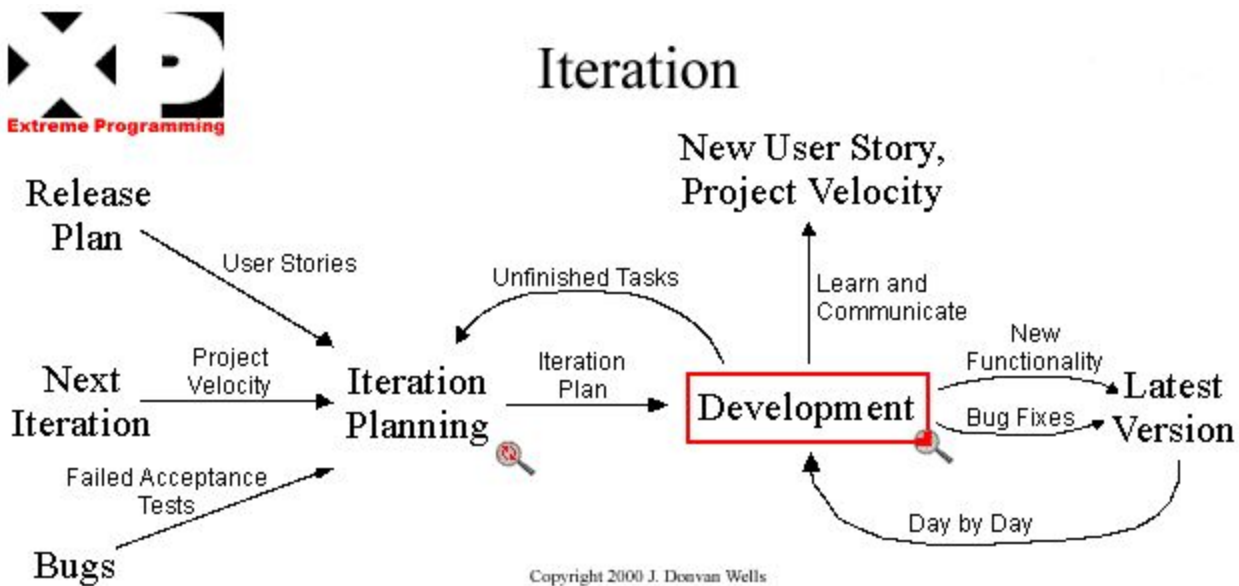 XP
Extreme Programming
Iteration
New User Story,
Project Velocity
Release
Plan
User Stories
Unfinished Tasks
Learn and
Communicate
New
Functionality
Project
Velocity
Iteration
Plan
Next
Iteration
Iteration
Planning
Development
Bug Fixes
Latest
Version
Failed Acceptance
Tests
Day by Day
Bugs
Copyright 2000 J. Donvan Wells